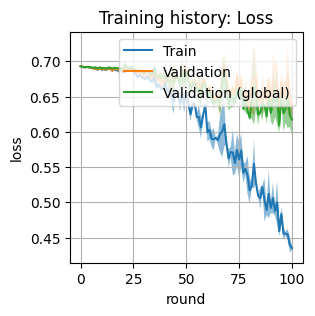 Training history: Loss
Train
Validation
Validation (global)
0.70
0.65
0.60
0.55
0.50
0.45
loss
0
25
50
75
100
round